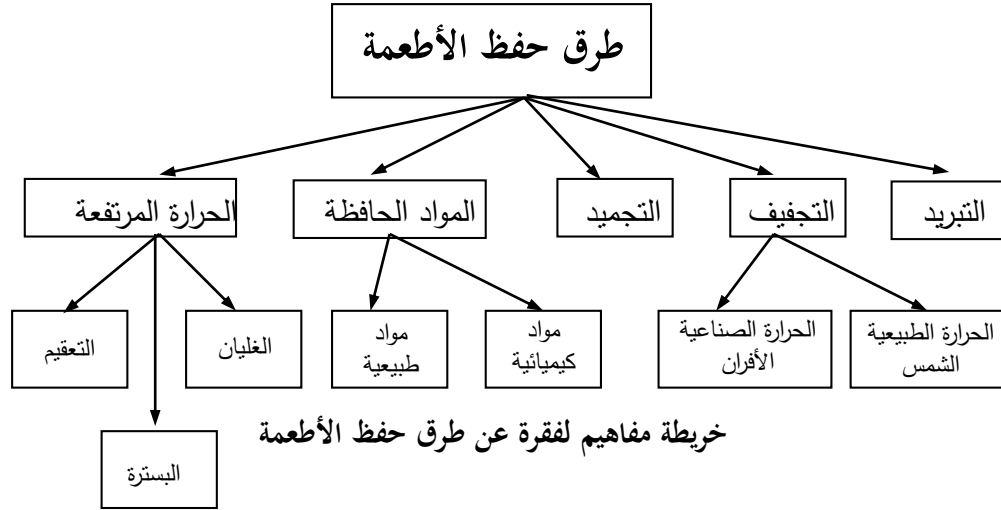 طرق حفظ الأطعمة
التبريد
التجفيف
التجميد
المواد الحافظة
الحرارة المرتفعة
الحرارة الطبيعية
الشمس
الحرارة الصناعية
الأفران
مواد
كيميائية
مواد
طبيعية
الغليان
التعقيم
البسترة
خريطة مفاهيم لفقرة عن طرق حفظ الأطعمة